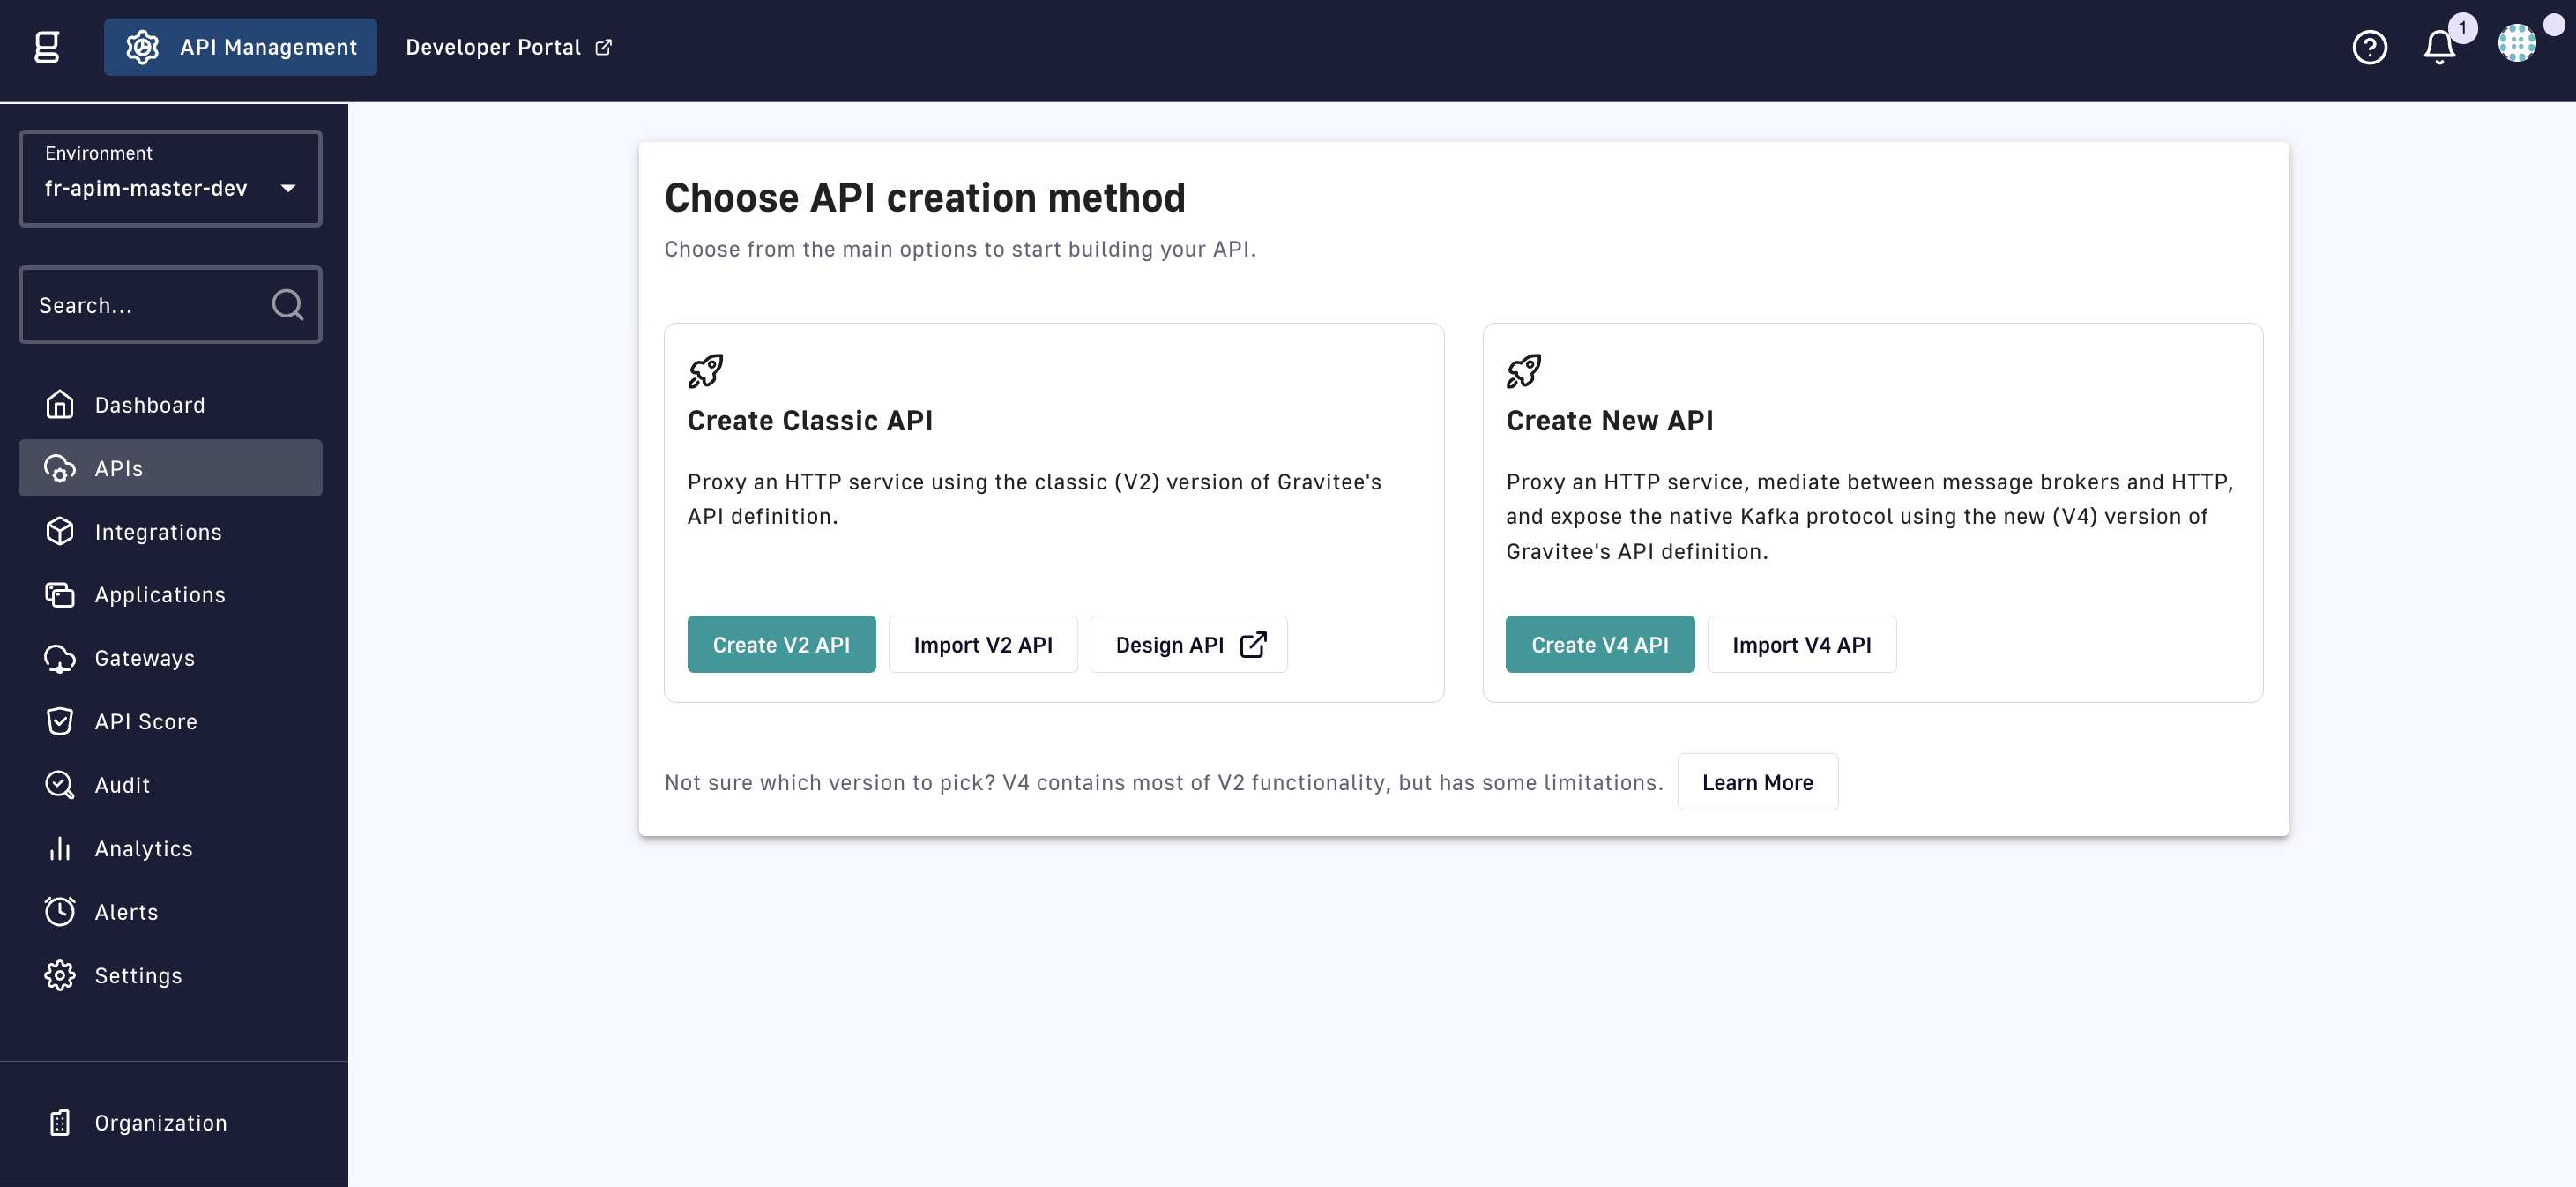 g
API Management
Developer Portal
1
Environment
fr-apim-master-dev
Search...
Dashboard
APIs
Integrations
Applications
Gateways
API Score
Audit
Analytics
Alerts
Settings
Organization
Choose API creation method
Choose from the main options to start building your API.
Create Classic API
Proxy an HTTP service using the classic (V2) version of Gravitee's
API definition.
Create V2 API
Import V2 API
Design API
Create New API
Proxy an HTTP service, mediate between message brokers and HTTP,
and expose the native Kafka protocol using the new (V4) version of
Gravitee's API definition.
Create V4 API
Import V4 API
Not sure which version to pick? V4 contains most of V2 functionality, but has some limitations.
Learn More